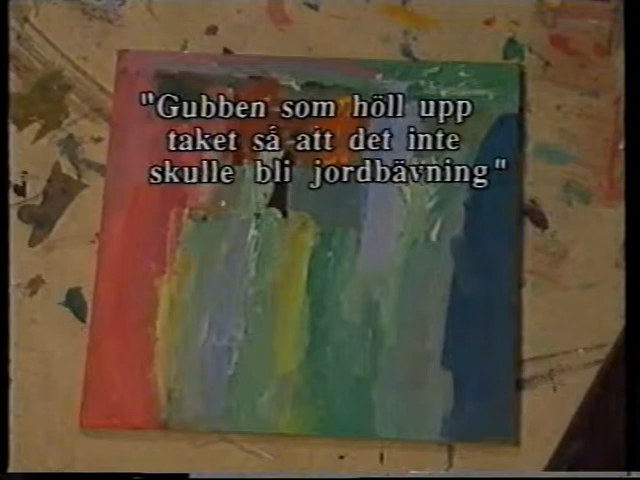 "Gubben som höll upp
taket så att det inte
skulle bli jordbävning"